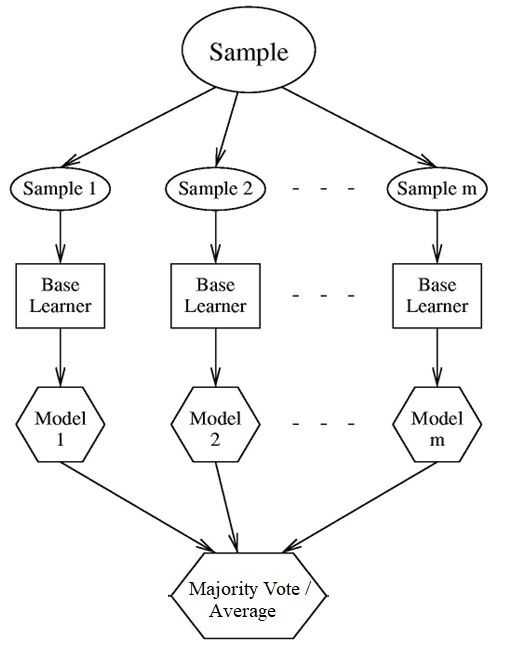 Sample
Sample 1
Sample 2
- - -
Sample m
Base
Learner
Base
Learner
- - -
Base
Learner
Model
1
Model
2
- - -
Model
m
Majority Vote /
Average